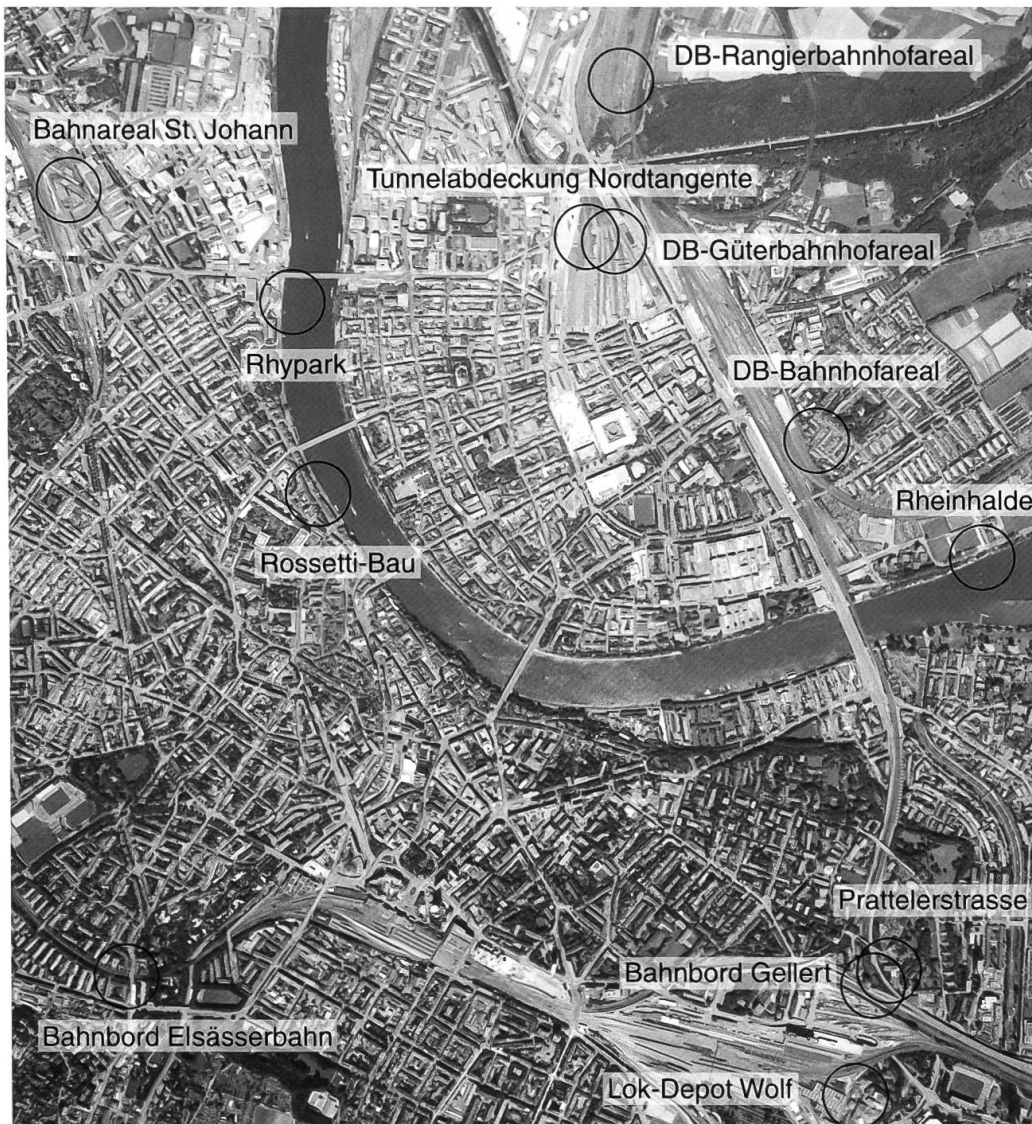 DB-Rangierbahnhofareal
Bahnareal St. Johann
Tunnelabdeckung Nordtangente
DB-Güterbahnhofareal
Rhypark
DB-Bahnhofareal
Rheinhalde
Rossetti-Bau
Prattelerstrasse
Bahnbord Gellert
Bahnbord Elsässerbahn
Lok-Depot Wolf